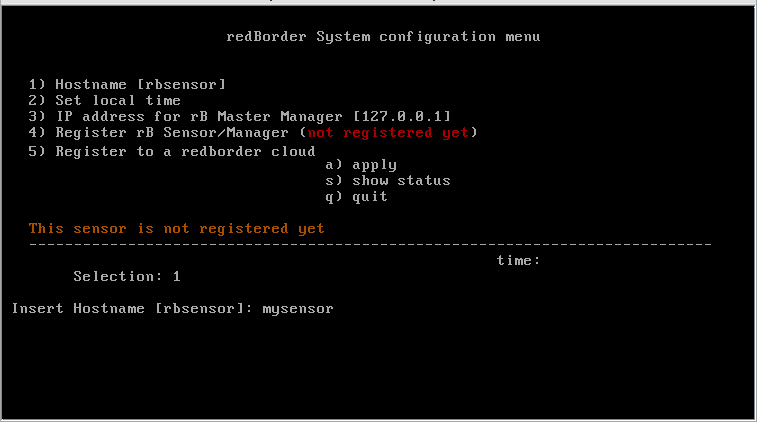 redBorder System configuration menu
1) Hostname [rbsensor]
2) Set local time
3) IP address for rB Master Manager [127.0.0.1]
4) Register rB Sensor/Manager (not registered yet)
5) Register to a redborder cloud
a) apply
s) show status
q) quit
This sensor is not registered yet
----------------------------------------------------------------------------
time:
Selection: 1
Insert Hostname [rbsensor]: mysensor